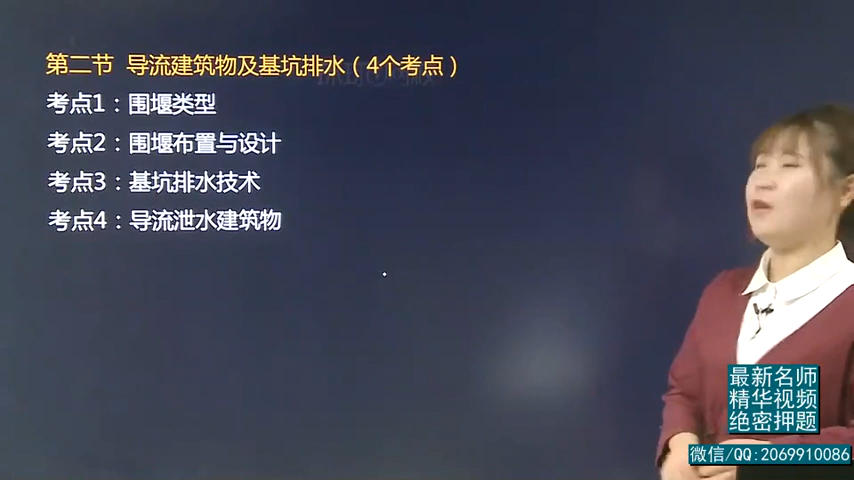 第二节 导流建筑物及基坑排水（4个考点）
考点1：围堰类型
考点2：围堰布置与设计
考点3：基坑排水技术
考点4：导流泄水建筑物
最新名师
精华视频
绝密押题
微信/QQ:2069910086